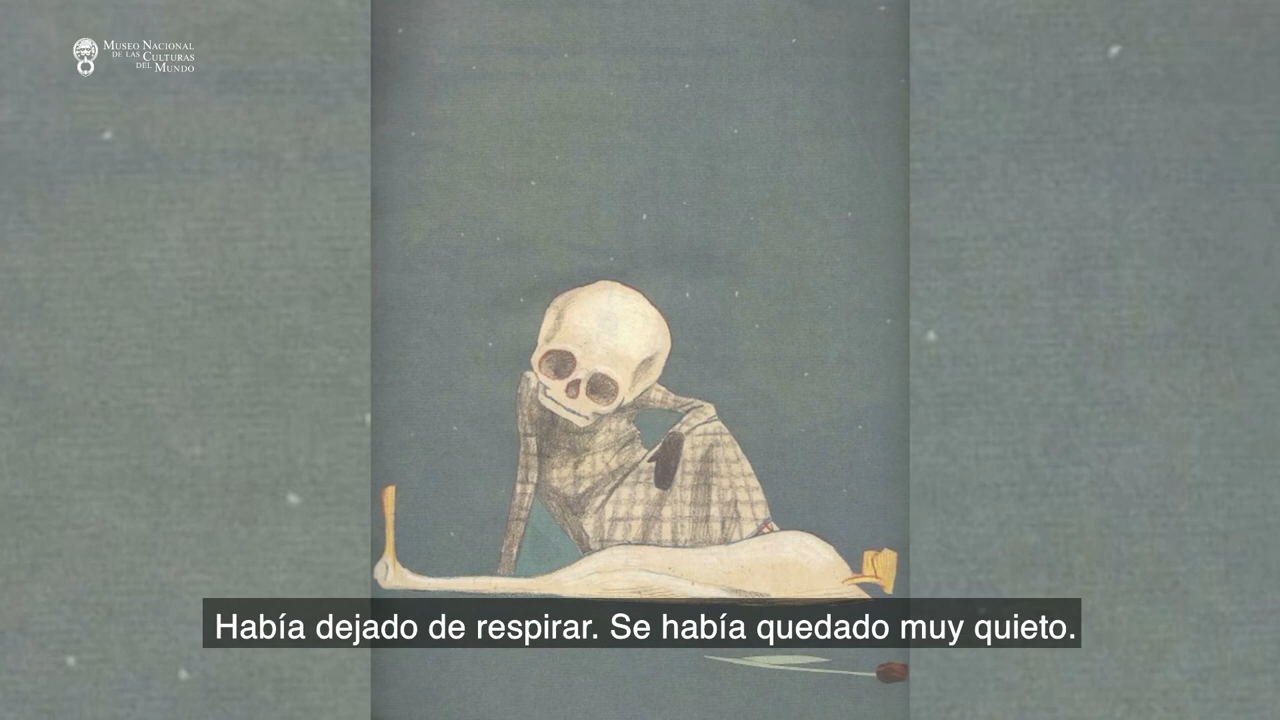 MUSEO NACIONAL
DE LAS CULTURAS
DEL MUNDO
Había dejado de respirar. Se había quedado muy quieto.